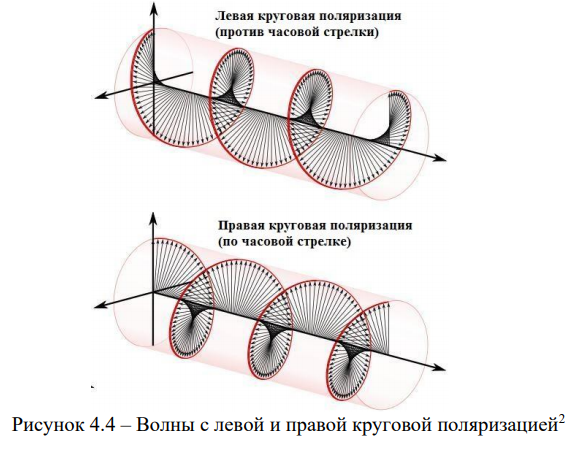 Левая круговая поляризация
(против часовой стрелки)
Правая круговая поляризация
(по часовой стрелке)
Рисунок 4.4 – Волны с левой и правой круговой поляризацией²